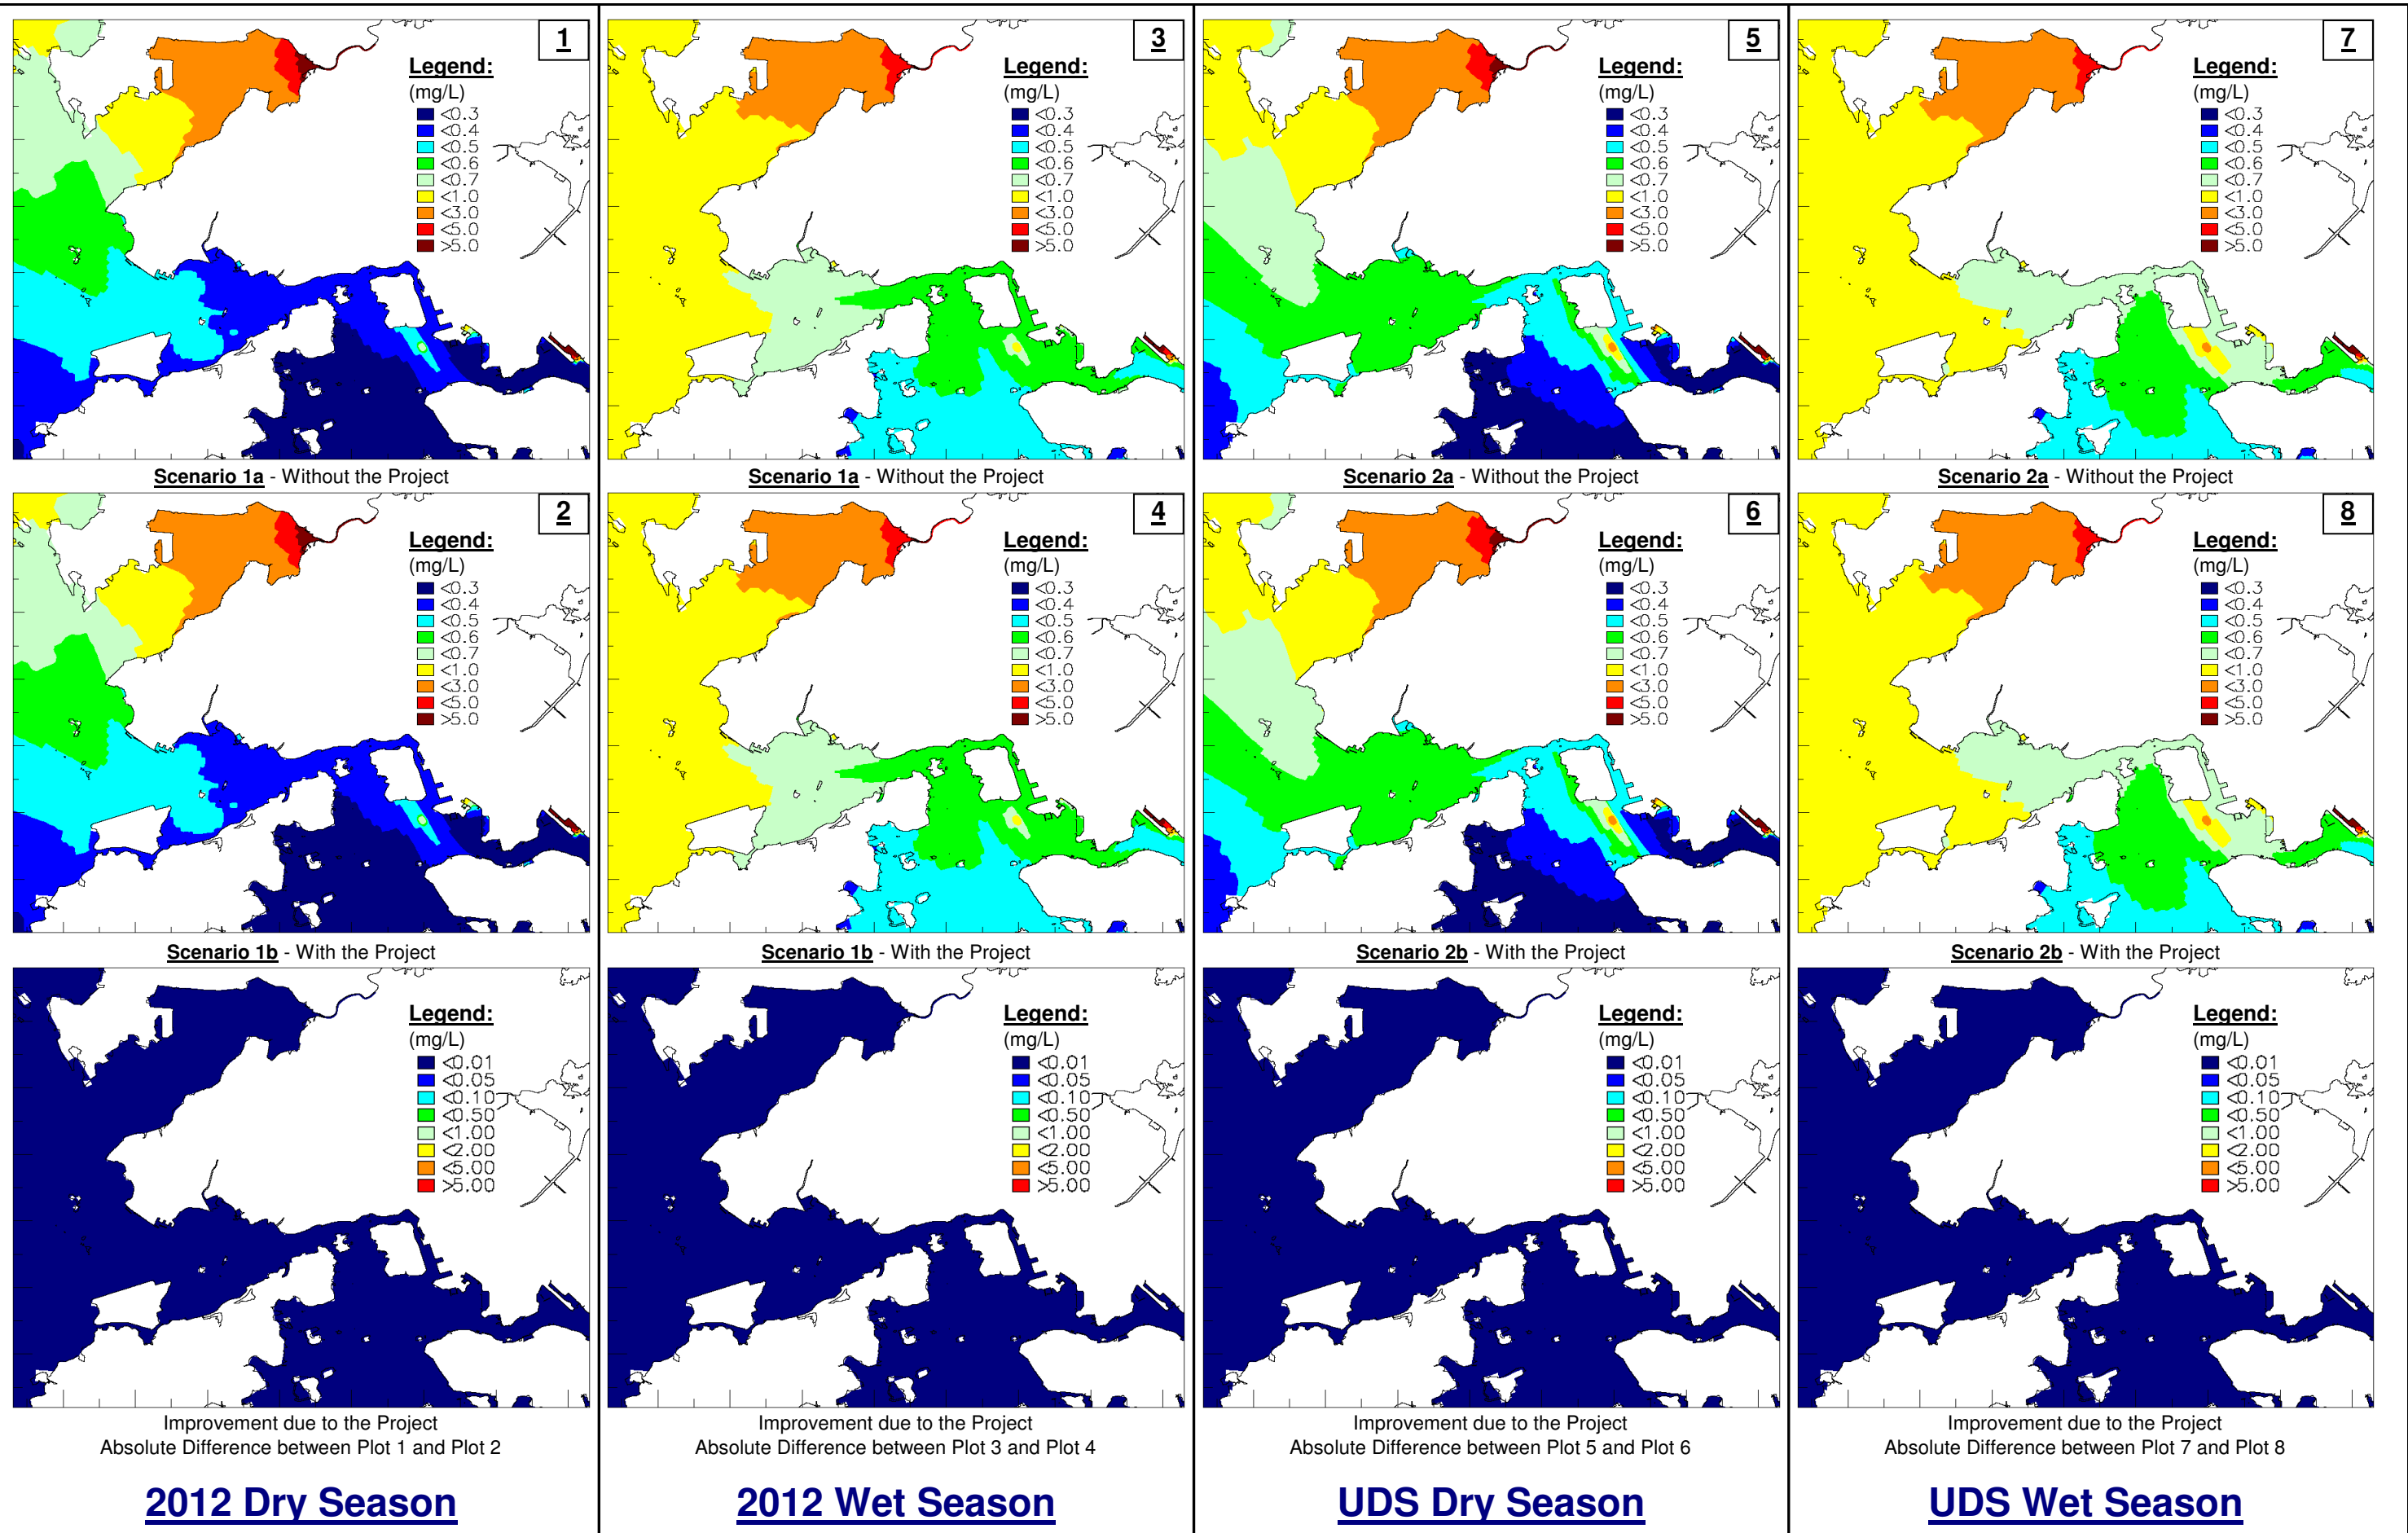 1
Legend:
(mg/L)
<0.3
<0.4
<0.5
<0.6
<0.7
<1.0
<3.0
<5.0
>5.0
Scenario 1a - Without the Project
2
Legend:
(mg/L)
<0.3
<0.4
<0.5
<0.6
<0.7
<1.0
<3.0
<5.0
>5.0
Scenario 1b - With the Project
Legend:
(mg/L)
<0.01
<0.05
<0.10
<0.50
<1.00
<2.00
<5.00
>5.00
Improvement due to the Project
Absolute Difference between Plot 1 and Plot 2
2012 Dry Season
3
Legend:
(mg/L)
<0.3
<0.4
<0.5
<0.6
<0.7
<1.0
<3.0
<5.0
>5.0
Scenario 1a - Without the Project
4
Legend:
(mg/L)
<0.3
<0.4
<0.5
<0.6
<0.7
<1.0
<3.0
<5.0
>5.0
Scenario 1b - With the Project
Legend:
(mg/L)
<0.01
<0.05
<0.10
<0.50
<1.00
<2.00
<5.00
>5.00
Improvement due to the Project
Absolute Difference between Plot 3 and Plot 4
2012 Wet Season
5
Legend:
(mg/L)
<0.3
<0.4
<0.5
<0.6
<0.7
<1.0
<3.0
<5.0
>5.0
Scenario 2a - Without the Project
6
Legend:
(mg/L)
<0.3
<0.4
<0.5
<0.6
<0.7
<1.0
<3.0
<5.0
>5.0
Scenario 2b - With the Project
Legend:
(mg/L)
<0.01
<0.05
<0.10
<0.50
<1.00
<2.00
<5.00
>5.00
Improvement due to the Project
Absolute Difference between Plot 5 and Plot 6
UDS Dry Season
7
Legend:
(mg/L)
<0.3
<0.4
<0.5
<0.6
<0.7
<1.0
<3.0
<5.0
>5.0
Scenario 2a - Without the Project
8
Legend:
(mg/L)
<0.3
<0.4
<0.5
<0.6
<0.7
<1.0
<3.0
<5.0
>5.0
Scenario 2b - With the Project
Legend:
(mg/L)
<0.01
<0.05
<0.10
<0.50
<1.00
<2.00
<5.00
>5.00
Improvement due to the Project
Absolute Difference between Plot 7 and Plot 8
UDS Wet Season